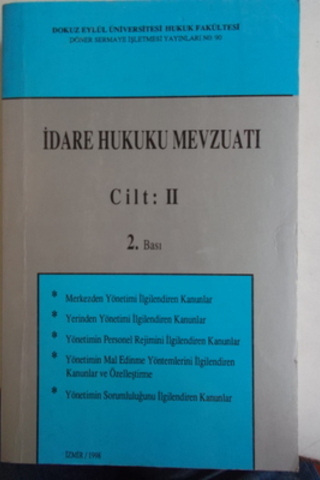 DOKUZ EYLÜL ÜNİVERSİTESİ HUKUK FAKÜLTESİ
DÖNER SERMAYE İŞLETMESİ YAYINLARI, NO: 90
İDARE HUKUKU MEVZUATI
Cilt: II
2. Bası
* Merkezden Yönetimi İlgilendiren Kanunlar
* Yerinden Yönetimi İlgilendiren Kanunlar
* Yönetimin Personel Rejimini İlgilendiren Kanunlar
* Yönetimin Mal Edinme Yöntemlerini İlgilendiren
Kanunlar ve Özelleştirme
* Yönetimin Sorumluluğunu İlgilendiren Kanunlar
İZMİR / 1998